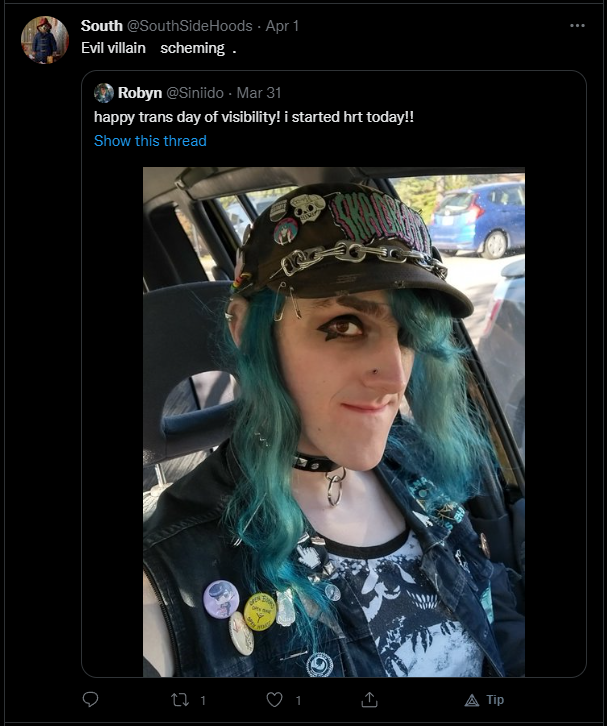 South @SouthSideHoods · Apr 1
Evil villain scheming .
Robyn @Siniido · Mar 31
happy trans day of visibility! i started hrt today!!
Show this thread
1
1
Tip